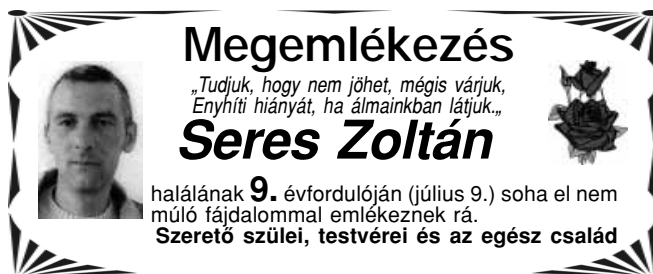 Megemlékezés
„Tudjuk, hogy nem jöhet, mégis várjuk,
Enyhíti hiányát, ha álmainkban látjuk.„
Seres Zoltán
halálának 9. évfordulóján (július 9.) soha el nem
múló fájdalommal emlékeznek rá.
Szerető szülei, testvérei és az egész család